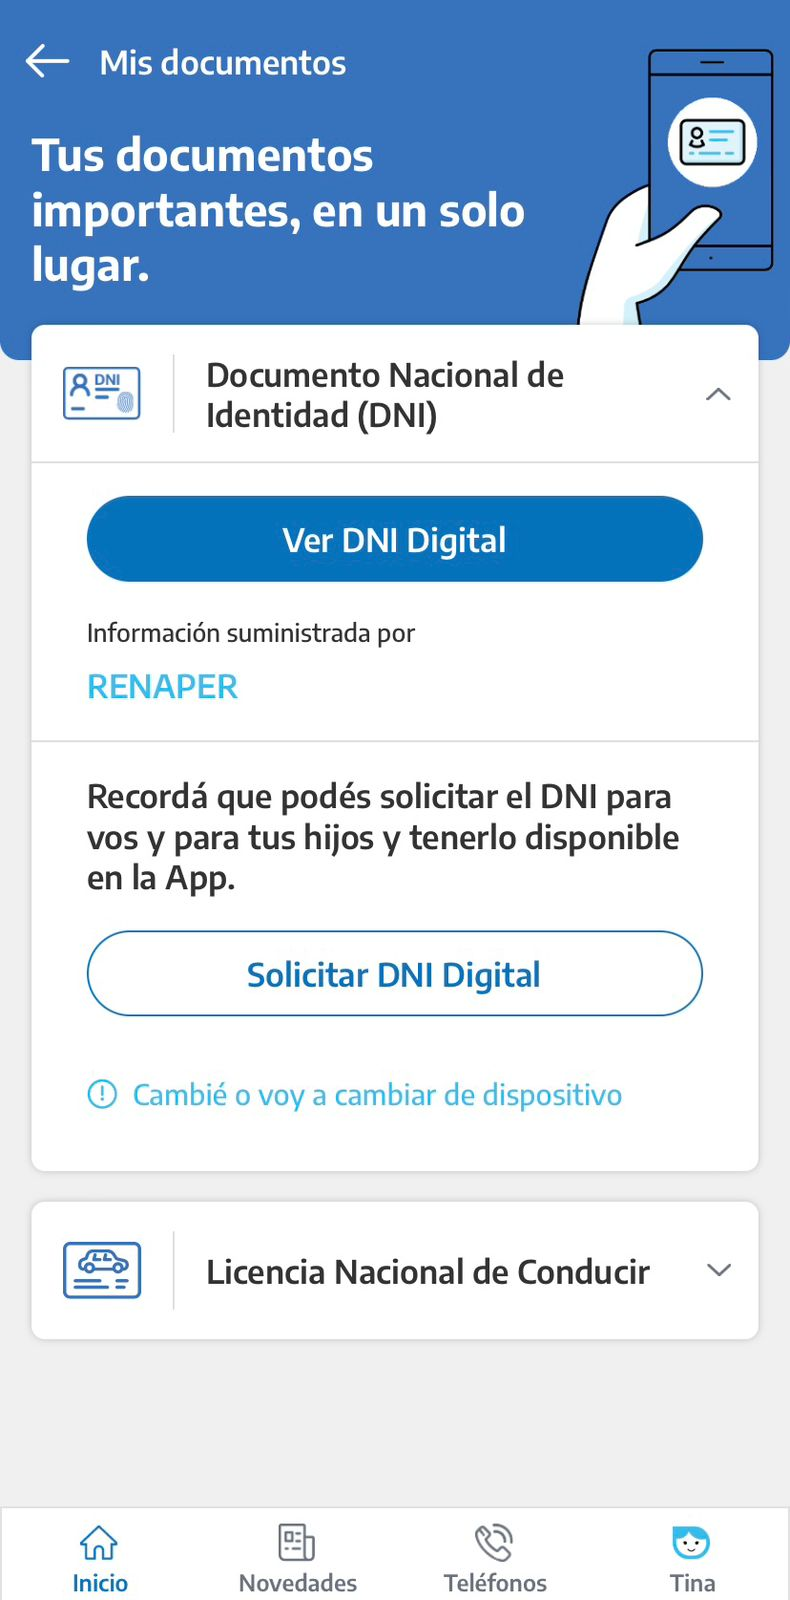 Mis documentos
Tus documentos
importantes, en un solo
lugar.
DNI
Documento Nacional de
Identidad (DNI)
Ver DNI Digital
Información suministrada por
RENAPER
Recordá que podés solicitar el DNI para
vos y para tus hijos y tenerlo disponible
en la App.
Solicitar DNI Digital
Cambié o voy a cambiar de dispositivo
Licencia Nacional de Conducir
Inicio
Novedades
Teléfonos
Tina